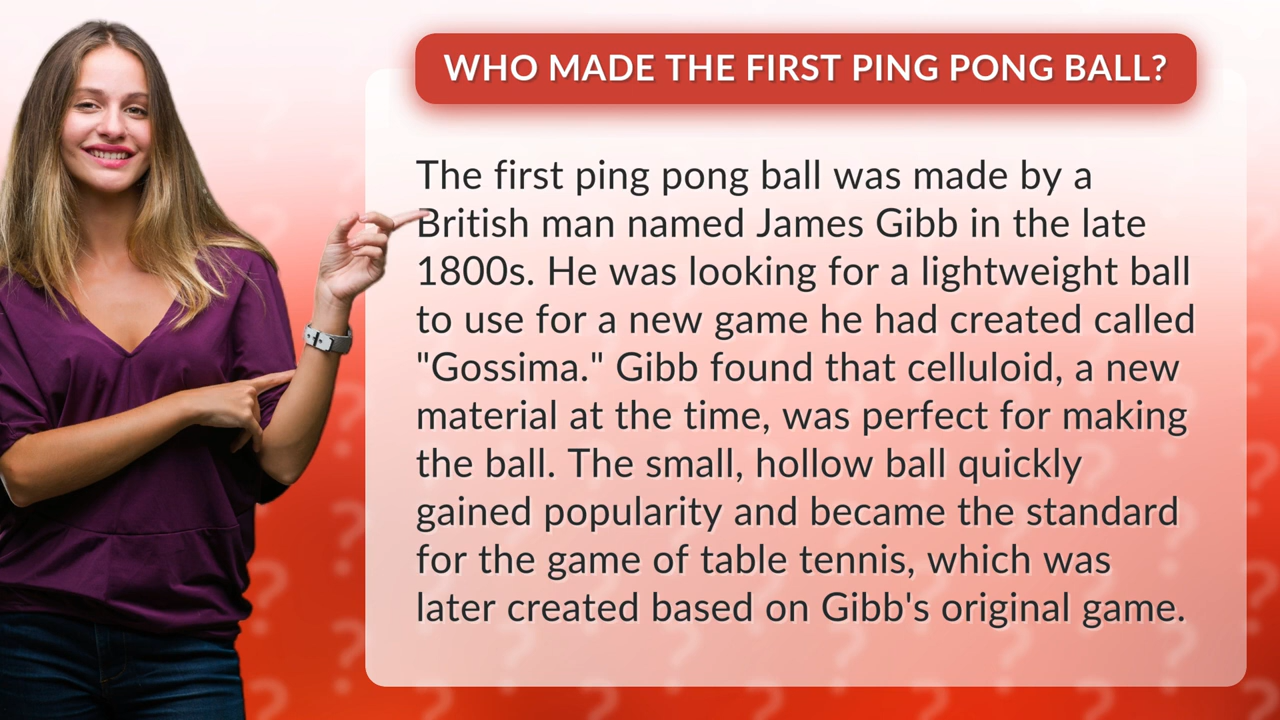 WHO MADE THE FIRST PING PONG BALL?
The first ping pong ball was made by a
British man named James Gibb in the late
1800s. He was looking for a lightweight ball
to use for a new game he had created called
"Gossima." Gibb found that celluloid, a new
material at the time, was perfect for making
the ball. The small, hollow ball quickly
gained popularity and became the standard
for the game of table tennis, which was
later created based on Gibb's original game.